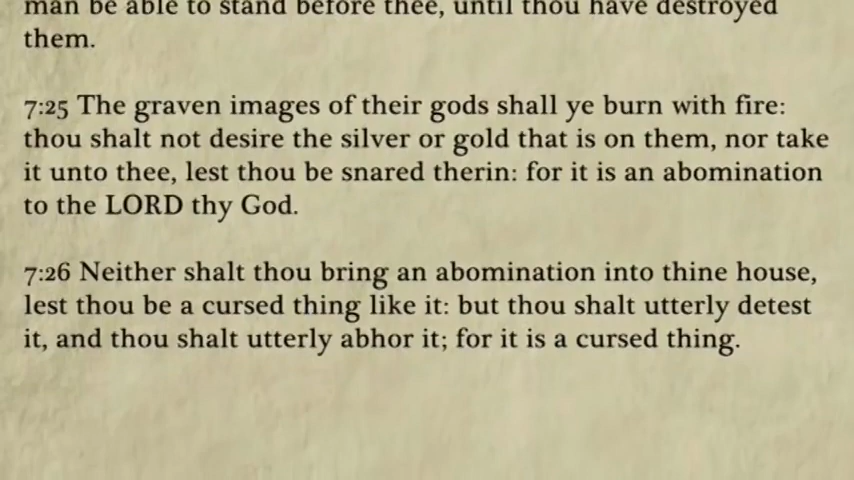 man be able to stand before thee, until thou have destroyed
them.
7:25 The graven images of their gods shall ye burn with fire:
thou shalt not desire the silver or gold that is on them, nor take
it unto thee, lest thou be snared therin: for it is an abomination
to the LORD thy God.
7:26 Neither shalt thou bring an abomination into thine house,
lest thou be a cursed thing like it: but thou shalt utterly detest
it, and thou shalt utterly abhor it; for it is a cursed thing.